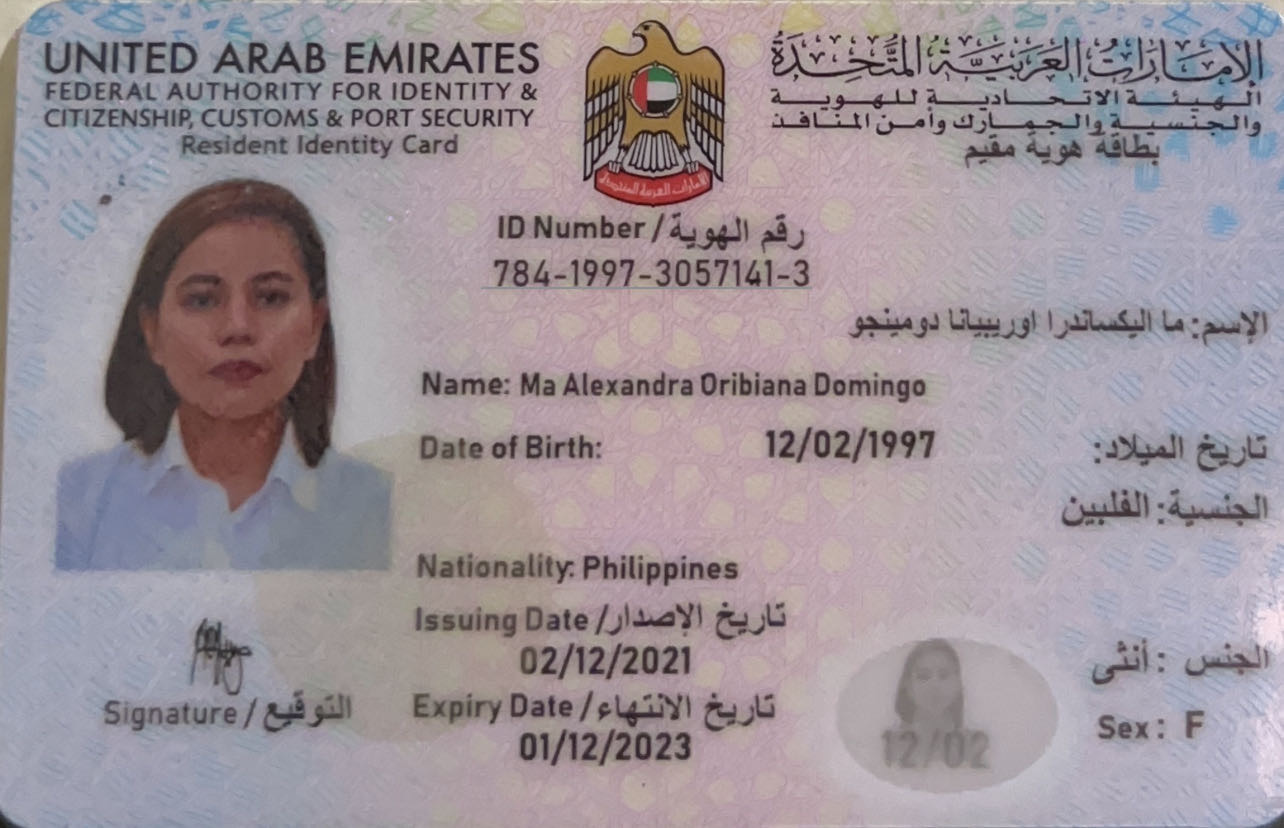 UNITED ARAB EMIRATES
FEDERAL AUTHORITY FOR IDENTITY &
CITIZENSHIP, CUSTOMS & PORT SECURITY
Resident Identity Card
الإمارات العربية المتحدة
الهيئة الاتحادية للهوية
والجنسية والجمارك وأمن المنافذ
بطاقة هوية مقيم
الامارات العربية المتحدة
ID Number / رقم الهوية
784-1997-3057141-3
الإسم: ما اليكساندرا اوريبيانا دومينجو
Name: Ma Alexandra Oribiana Domingo
Date of Birth: 12/02/1997 تاريخ الميلاد:
الجنسية: الفلبين
Nationality: Philippines
Issuing Date / تاريخ الإصدار
02/12/2021
Expiry Date / تاريخ الانتهاء
01/12/2023
الجنس : أنثى
Sex : F
12/02
Signature / التوقيع